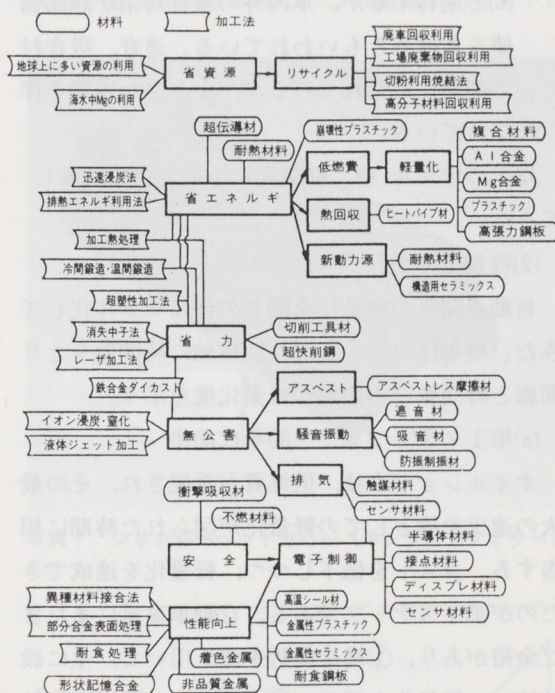 材料
加工法
廃車回収利用
地球上に多い資源の利用
省資源
リサイクル
工場廃棄物回収利用
海水中Mgの利用
切粉利用焼結法
高分子材料回収利用
超伝導材
崩壊性プラスチック
複合材料
耐熱材料
低燃費
軽量化
Al合金
迅速浸炭法
Mg合金
排熱エネルギ利用法
省エネルギ
プラスチック
熱回収
ヒートパイプ材
高張力鋼板
加工熱処理
新動力源
耐熱材料
冷間鍛造・温間鍛造
構造用セラミックス
超塑性加工法
消失中子法
省力
切削工具材
レーザ加工法
超快削鋼
鉄合金ダイカスト
アスベスト
アスベストレス摩擦材
イオン浸炭・窒化
遮音材
無公害
騒音振動
吸音材
液体ジェット加工
防振制振材
排気
触媒材料
衝撃吸収材
センサ材料
不燃材料
半導体材料
安全
電子制御
接点材料
ディスプレイ材料
異種材料接合法
高温シール材
センサ材料
部分合金表面処理
性能向上
金属性プラスチック
耐食処理
着色金属
金属性セラミックス
形状記憶合金
非品質金属
耐食鋼板